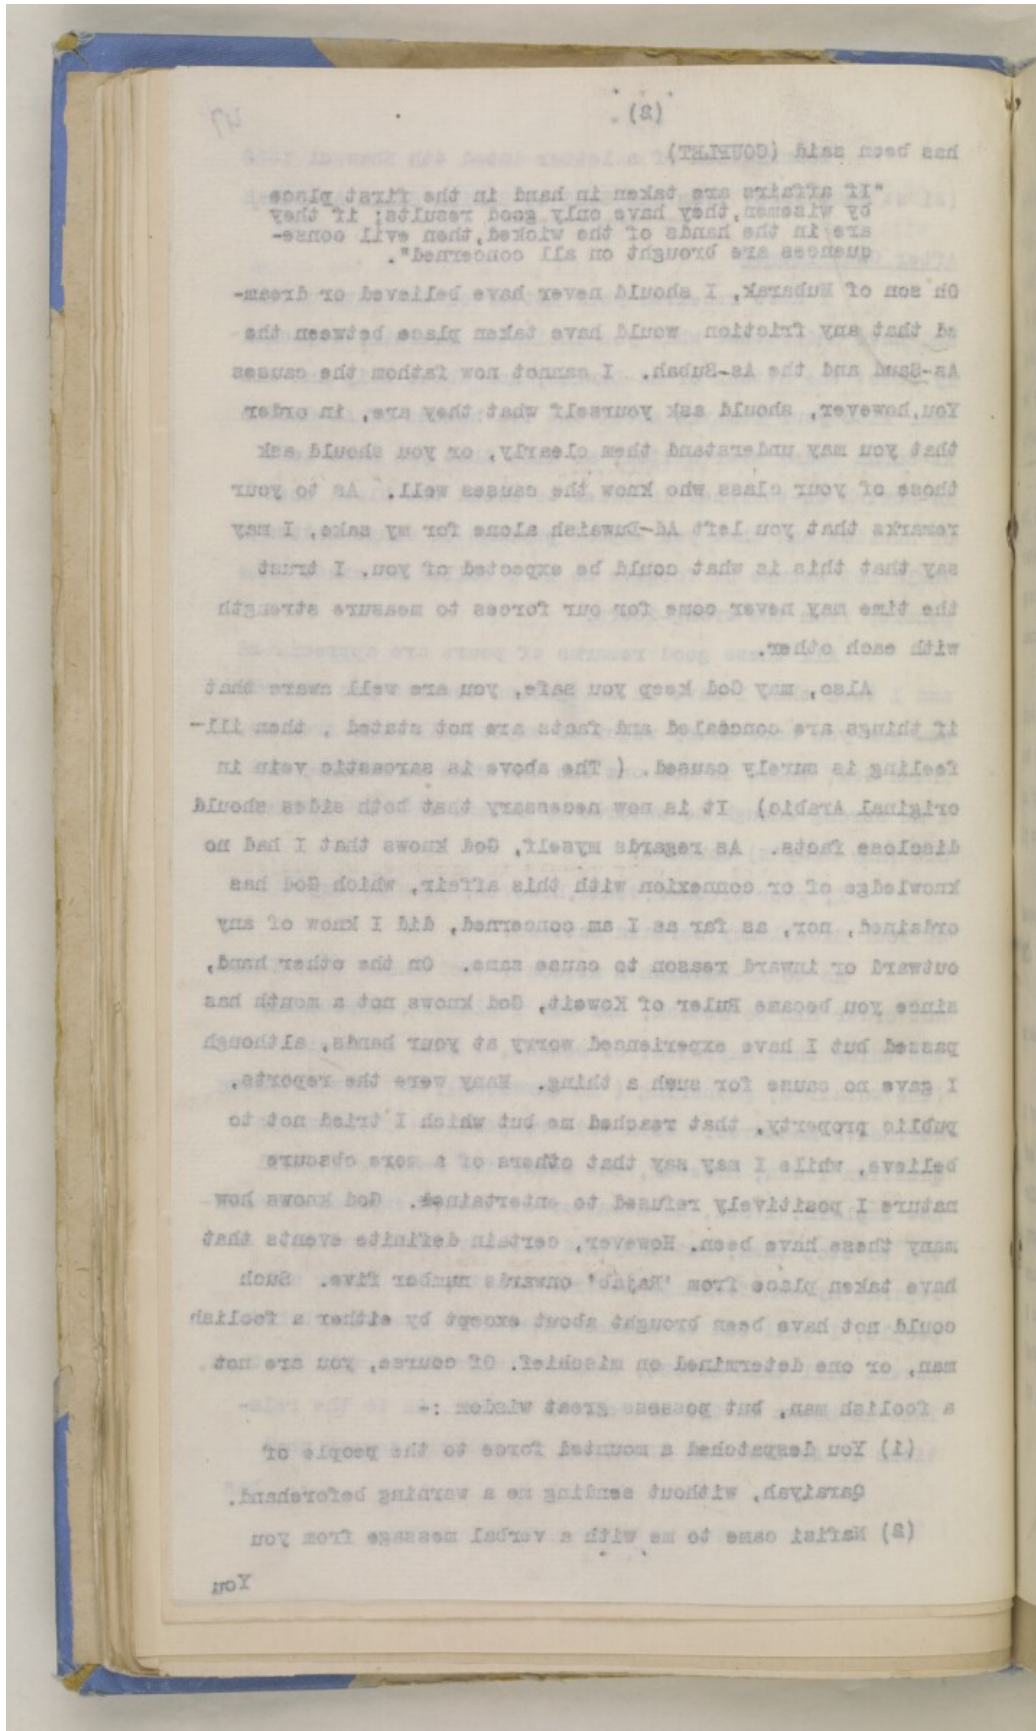 (2)
has been said (COUPLET)
"If affairs are taken in hand in the first place
by wisemen,they have only good results; if they
are in the hands of the wicked,then evil conse-
quences are brought on all concerned".
Oh son of Mubarak, I should never have believed or dream-
ed that any friction would have taken place between the
As-Saud and the As-Subah. I cannot now fathom the causes
You,however, should ask yourself what they are, in order
that you may understand them clearly, or you should ask
those of your class who know the causes well. As to your
remarks that you left Ad-Duwaish alone for my sake, I may
say that this is what could be expected of you. I trust
the time may never come for our forces to measure strength
with each other.
Also, may God keep you safe, you are well aware that
if things are concealed and facts are not stated , then ill-
feeling is surely caused. ( The above is sarcastic vein in
original Arabic) It is now necessary that both sides should
disclose facts. As regards myself, God knows that I had no
knowledge of or connexion with this affair, which God has
ordained, nor, as far as I am concerned, did I know of any
outward or inward reason to cause same. On the other hand,
since you became Ruler of Koweit, God knows not a month has
passed but I have experienced worry at your hands, although
I gave no cause for such a thing. Many were the reports,
public property, that reached me but which I tried not to
believe, while I may say that others of a more obscure
nature I positively refused to entertain. God knows how
many these have been. However, certain definite events that
have taken place from 'Rajab' onwards number five. Such
could not have been brought about except by either a foolish
man, or one determined on mischief. Of course, you are not
a foolish man, but possess great wisdom :-
(1) You despatched a mounted force to the people of
Qaraiyah, without sending me a warning beforehand.
(2) Nafisi came to me with a verbal message from you
You
47